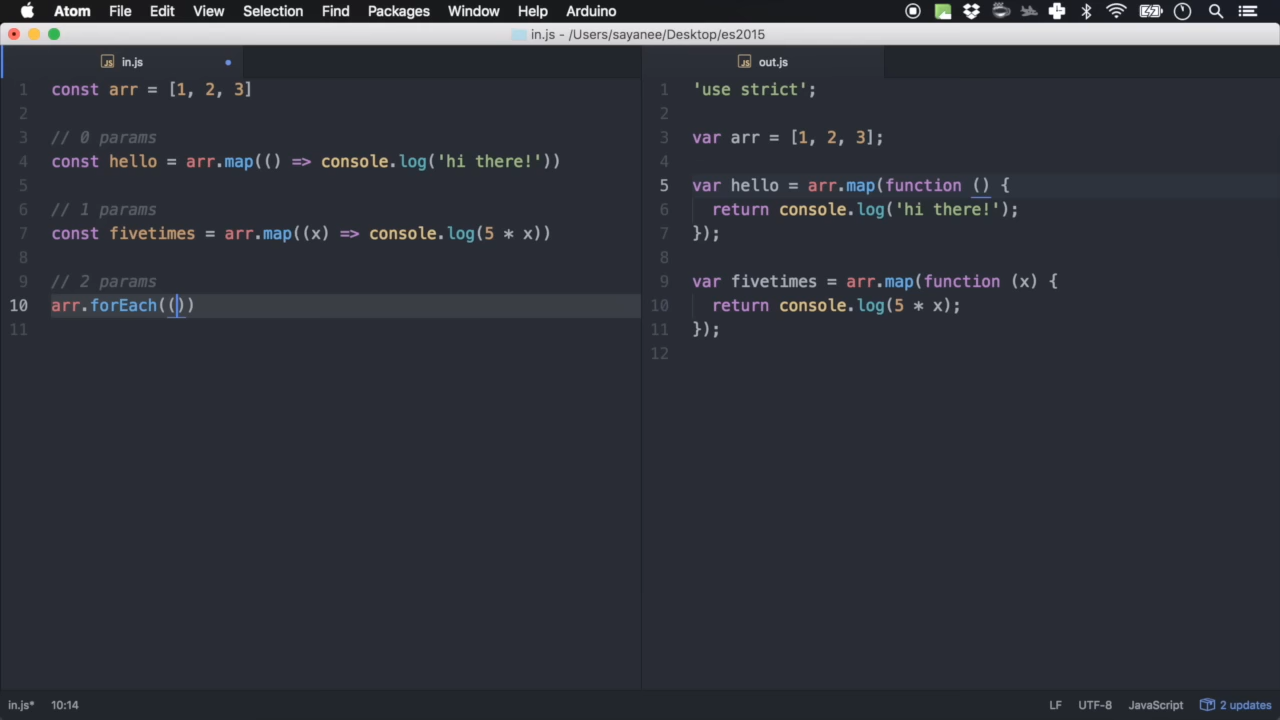 Atom File Edit View Selection Find Packages Window Help Arduino
in.js - /Users/sayanee/Desktop/es2015
in.js
1 const arr = [1, 2, 3]
2
3 // 0 params
4 const hello = arr.map(() => console.log('hi there!'))
5
6 // 1 params
7 const fivetimes = arr.map((x) => console.log(5 * x))
8
9 // 2 params
10 arr.forEach(())
11
out.js
1 'use strict';
2
3 var arr = [1, 2, 3];
4
5 var hello = arr.map(function () {
6 return console.log('hi there!');
7 });
8
9 var fivetimes = arr.map(function (x) {
10 return console.log(5 * x);
11 });
12
in.js* 10:14 LF UTF-8 JavaScript 2 updates